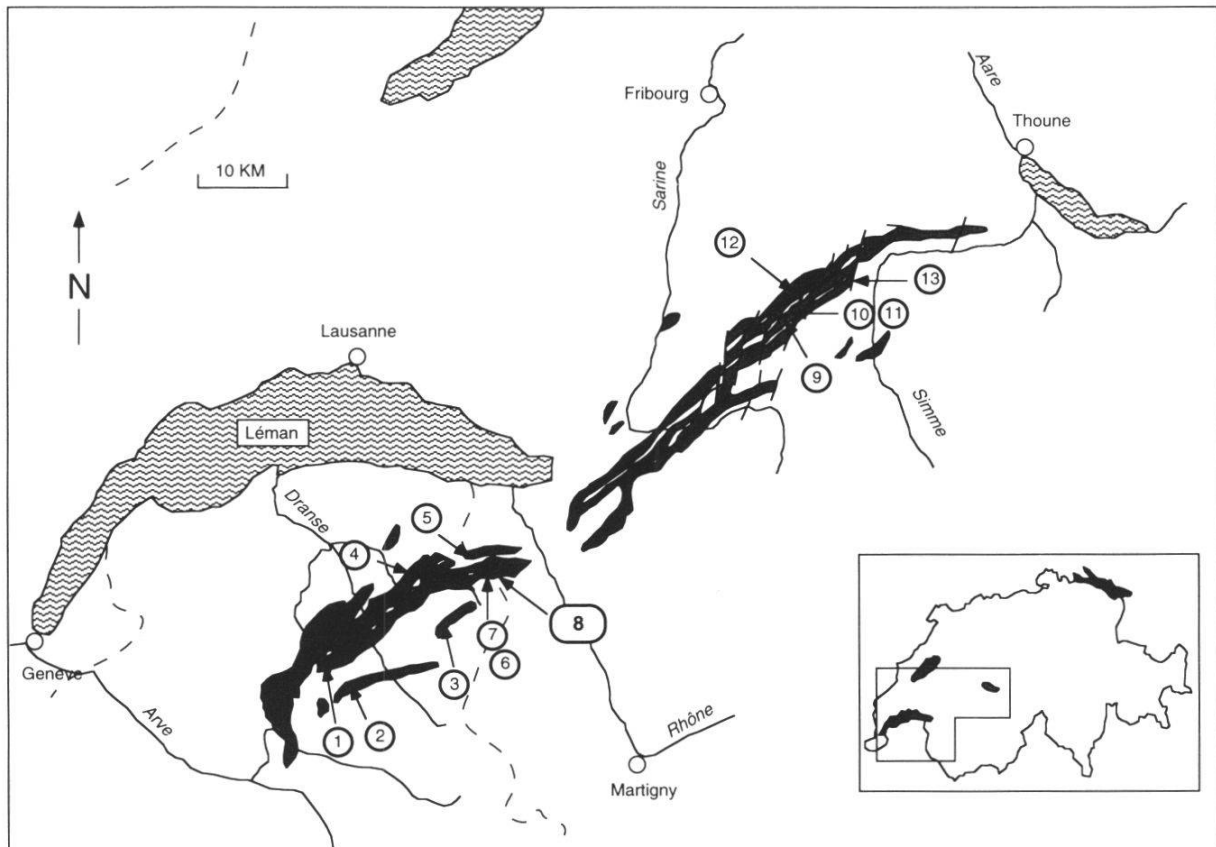 Aare
Fribourg
Thoune
10 KM
Sarine
N
12
13
10
11
Lausanne
9
Simme
Léman
Dranse
5
4
8
7
6
Genève
3
Rhône
Arve
1
2
Martigny